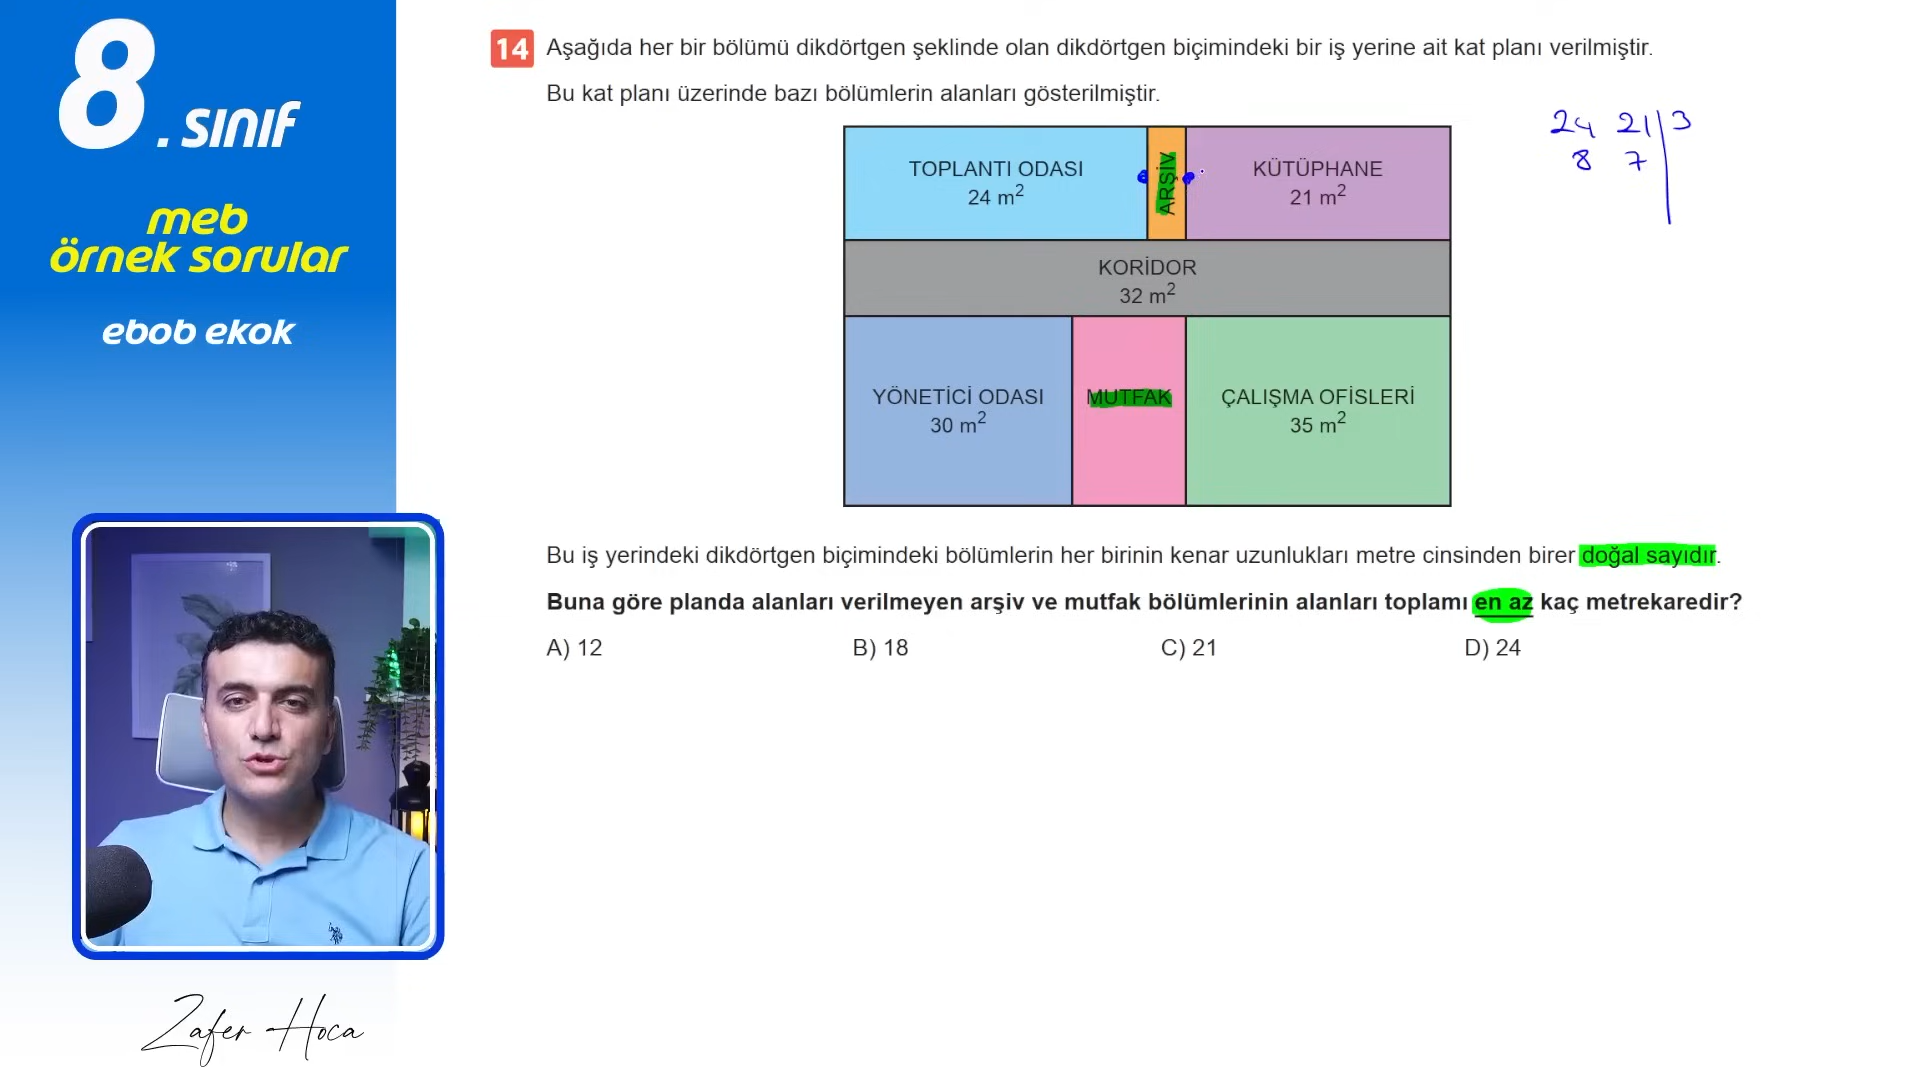 8. SINIF
meb
örnek sorular
ebob ekok
Zafer Hoca
14 Aşağıda her bir bölümü dikdörtgen şeklinde olan dikdörtgen biçimindeki bir iş yerine ait kat planı verilmiştir.
Bu kat planı üzerinde bazı bölümlerin alanları gösterilmiştir.
24 21 3
8 7
TOPLANTI ODASI
24 m²
ARŞİV
KÜTÜPHANE
21 m²
KORİDOR
32 m²
YÖNETİCİ ODASI
30 m²
MUTFAK
ÇALIŞMA OFİSLERİ
35 m²
Bu iş yerindeki dikdörtgen biçimindeki bölümlerin her birinin kenar uzunlukları metre cinsinden birer doğal sayıdır.
Buna göre planda alanları verilmeyen arşiv ve mutfak bölümlerinin alanları toplamı en az kaç metrekaredir?
A) 12 B) 18 C) 21 D) 24